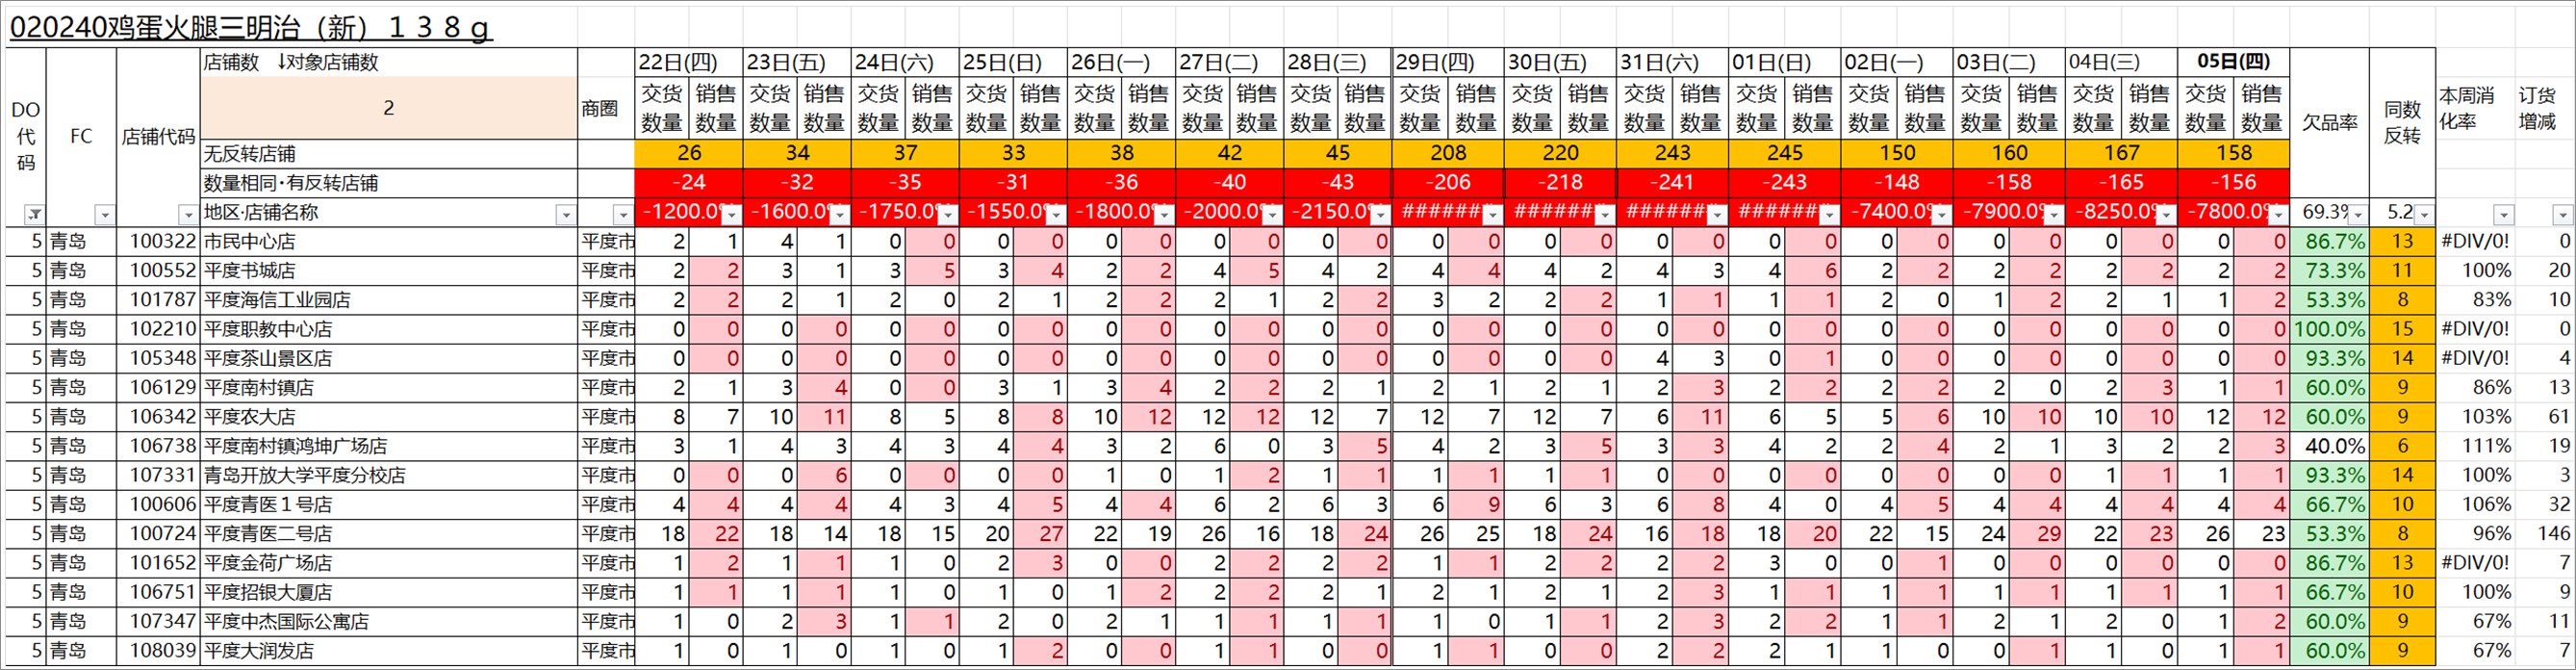 020240鸡蛋火腿三明治（新）１３８ｇ
DO代码 FC 店铺代码 店铺数 ↓对象店铺数 商圈 22日(四) 23日(五) 24日(六) 25日(日) 26日(一) 27日(二) 28日(三) 29日(四) 30日(五) 31日(六) 01日(日) 02日(一) 03日(二) 04日(三) 05日(四) 欠品率 同数反转 本周消化率 订货增减
2 交货数量 销售数量 交货数量 销售数量 交货数量 销售数量 交货数量 销售数量 交货数量 销售数量 交货数量 销售数量 交货数量 销售数量 交货数量 销售数量 交货数量 销售数量 交货数量 销售数量 交货数量 销售数量 交货数量 销售数量 交货数量 销售数量 交货数量 销售数量 交货数量 销售数量
无反转店铺 26 34 37 33 38 42 45 208 220 243 245 150 160 167 158
数量相同·有反转店铺 -24 -32 -35 -31 -36 -40 -43 -206 -218 -241 -243 -148 -158 -165 -156
地区·店铺名称 -1200.0% -1600.0% -1750.0% -1550.0% -1800.0% -2000.0% -2150.0% ###### ###### ###### ###### -7400.0% -7900.0% -8250.0% -7800.0% 69.3% 5.2
5 青岛 100322 市民中心店 平度市 2 1 4 1 0 0 0 0 0 0 0 0 0 0 0 0 0 0 0 0 0 0 0 0 0 0 0 0 0 0 86.7% 13 #DIV/0! 0
5 青岛 100552 平度书城店 平度市 2 2 3 1 3 5 3 4 2 2 4 5 4 2 4 4 4 2 4 3 4 6 2 2 2 2 2 2 2 2 73.3% 11 100% 20
5 青岛 101787 平度海信工业园店 平度市 2 2 2 1 2 0 2 1 2 2 2 1 2 2 3 2 2 2 1 1 1 1 2 0 1 2 2 1 1 2 53.3% 8 83% 10
5 青岛 102210 平度职教中心店 平度市 0 0 0 0 0 0 0 0 0 0 0 0 0 0 0 0 0 0 0 0 0 0 0 0 0 0 0 0 0 0 100.0% 15 #DIV/0! 0
5 青岛 105348 平度茶山景区店 平度市 0 0 0 0 0 0 0 0 0 0 0 0 0 0 0 0 0 0 4 3 0 1 0 0 0 0 0 0 0 0 93.3% 14 #DIV/0! 4
5 青岛 106129 平度南村镇店 平度市 2 1 3 4 0 0 3 1 3 4 2 2 2 1 2 1 2 1 2 3 2 2 2 2 2 0 2 3 1 1 60.0% 9 86% 13
5 青岛 106342 平度农大店 平度市 8 7 10 11 8 5 8 8 10 12 12 12 12 7 12 7 12 7 6 11 6 5 5 6 10 10 10 10 12 12 60.0% 9 103% 61
5 青岛 106738 平度南村镇鸿坤广场店 平度市 3 1 4 3 4 3 4 4 3 2 6 0 3 5 4 2 3 5 3 3 4 2 2 4 2 1 3 2 2 3 40.0% 6 111% 19
5 青岛 107331 青岛开放大学平度分校店 平度市 0 0 0 6 0 0 0 0 1 0 1 2 1 1 1 1 1 1 0 0 0 0 0 0 0 0 1 1 1 1 93.3% 14 100% 3
5 青岛 100606 平度青医１号店 平度市 4 4 4 4 4 3 4 5 4 4 6 2 6 3 6 9 6 3 6 8 4 0 4 5 4 4 4 4 4 4 66.7% 10 106% 32
5 青岛 100724 平度青医二号店 平度市 18 22 18 14 18 15 20 27 22 19 26 16 18 24 26 25 18 24 16 18 18 20 22 15 24 29 22 23 26 23 53.3% 8 96% 146
5 青岛 101652 平度金荷广场店 平度市 1 2 1 1 1 0 2 3 0 0 2 2 2 2 1 1 2 2 2 2 3 0 0 1 0 0 0 0 0 0 86.7% 13 #DIV/0! 7
5 青岛 106751 平度招银大厦店 平度市 1 1 1 1 1 0 1 0 1 2 2 2 2 1 2 1 2 1 2 3 1 1 1 1 1 1 1 1 1 1 66.7% 10 100% 9
5 青岛 107347 平度中杰国际公寓店 平度市 1 0 2 3 1 1 2 0 2 1 1 1 1 1 1 0 1 1 2 3 2 2 1 1 2 1 2 0 1 2 60.0% 9 67% 11
5 青岛 108039 平度大润发店 平度市 1 0 1 0 1 0 1 2 0 0 1 1 0 0 1 1 0 0 2 2 2 1 1 0 0 1 1 0 1 1 60.0% 9 67% 7